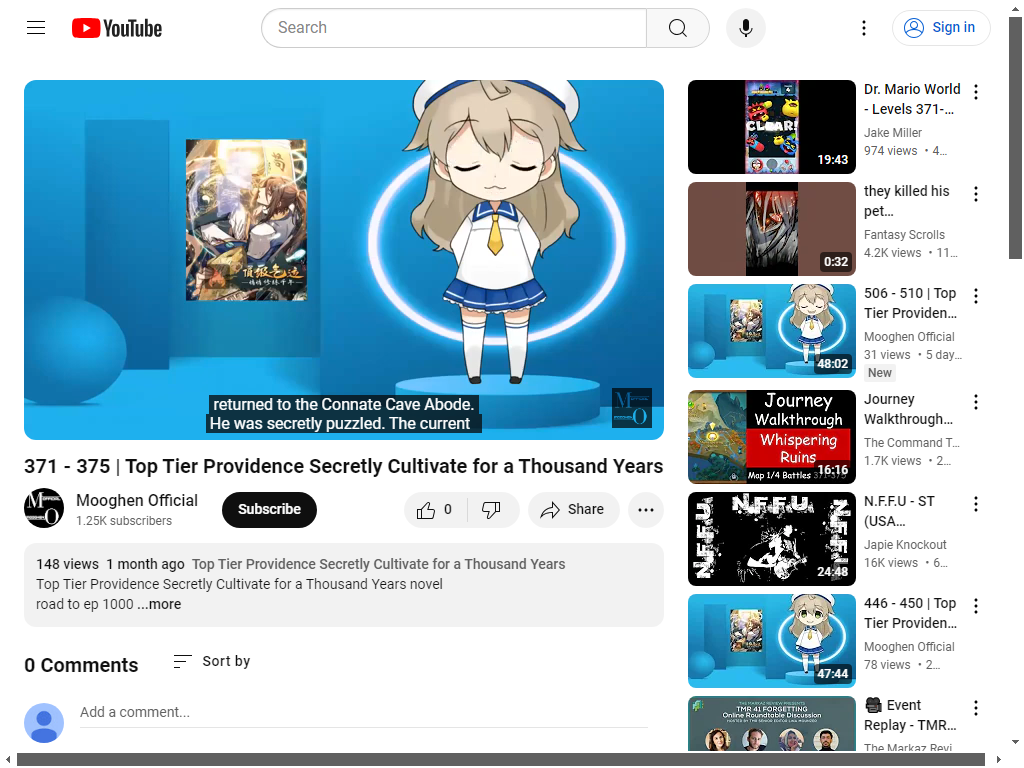 YouTube
Search
Sign in
returned to the Connate Cave Abode.
He was secretly puzzled. The current
371 - 375 | Top Tier Providence Secretly Cultivate for a Thousand Years
Mooghen Official
1.25K subscribers
Subscribe
0
Share
148 views 1 month ago Top Tier Providence Secretly Cultivate for a Thousand Years
Top Tier Providence Secretly Cultivate for a Thousand Years novel
road to ep 1000 ...more
0 Comments
Sort by
Add a comment...
CLEAR!
19:43
Dr. Mario World
- Levels 371-...
Jake Miller
974 views • 4...
0:32
they killed his
pet...
Fantasy Scrolls
4.2K views • 11...
48:02
506 - 510 | Top
Tier Providen...
Mooghen Official
31 views • 5 day...
New
Journey
Walkthrough
Whispering
Ruins
Map 1/4 Battles 371-375
16:16
Journey
Walkthrough...
The Command T...
1.7K views • 2...
N.F.F.U.
24:48
N.F.F.U - ST
(USA...
Japie Knockout
16K views • 6...
47:44
446 - 450 | Top
Tier Providen...
Mooghen Official
78 views • 2...
THE MARKAZ REVIEW PRESENTS
TMR 41 FORGETTING
Online Roundtable Discussion
Event
Replay - TMR...
The Markaz Revi...